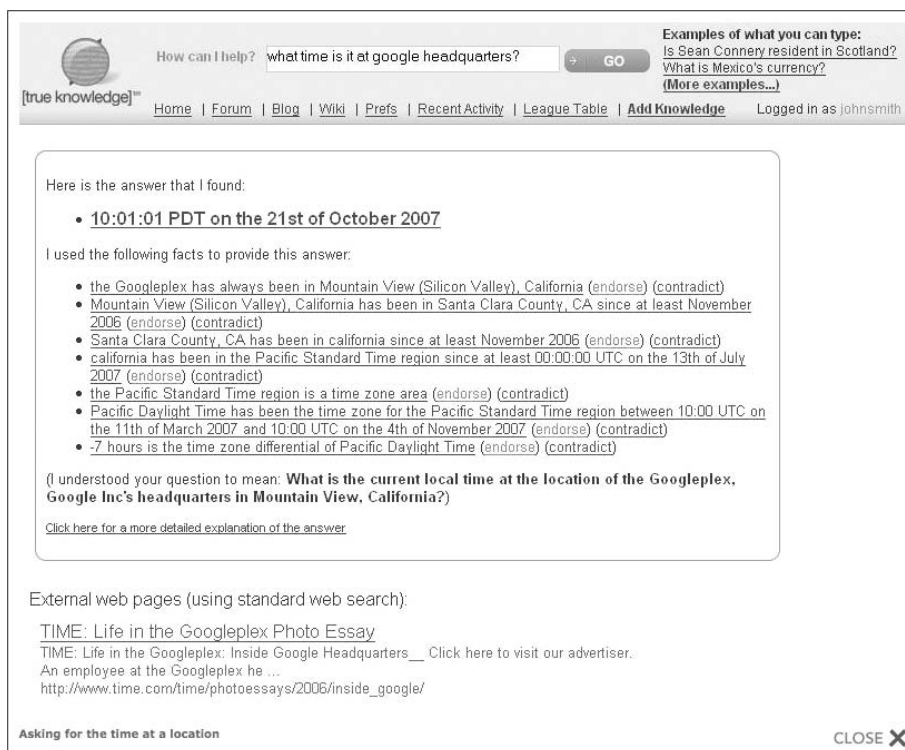 How can I help? what time is it at google headquarters? GO
Examples of what you can type:
Is Sean Connery resident in Scotland?
What is Mexico's currency?
(More examples...)
[true knowledge]™
Home | Forum | Blog | Wiki | Prefs | Recent Activity | League Table | Add Knowledge Logged in as johnsmith
Here is the answer that I found:
• 10:01:01 PDT on the 21st of October 2007
I used the following facts to provide this answer:
• the Googleplex has always been in Mountain View (Silicon Valley), California (endorse) (contradict)
• Mountain View (Silicon Valley), California has been in Santa Clara County, CA since at least November
2006 (endorse) (contradict)
• Santa Clara County, CA has been in california since at least November 2006 (endorse) (contradict)
• california has been in the Pacific Standard Time region since at least 00:00:00 UTC on the 13th of July
2007 (endorse) (contradict)
• the Pacific Standard Time region is a time zone area (endorse) (contradict)
• Pacific Daylight Time has been the time zone for the Pacific Standard Time region between 10:00 UTC on
the 11th of March 2007 and 10:00 UTC on the 4th of November 2007 (endorse) (contradict)
• -7 hours is the time zone differential of Pacific Daylight Time (endorse) (contradict)
(I understood your question to mean: What is the current local time at the location of the Googleplex,
Google Inc's headquarters in Mountain View, California?)
Click here for a more detailed explanation of the answer
External web pages (using standard web search):
TIME: Life in the Googleplex Photo Essay
TIME: Life in the Googleplex: Inside Google Headquarters__ Click here to visit our advertiser.
An employee at the Googleplex he ...
http://www.time.com/time/photoessays/2006/inside_google/
Asking for the time at a location
CLOSE X